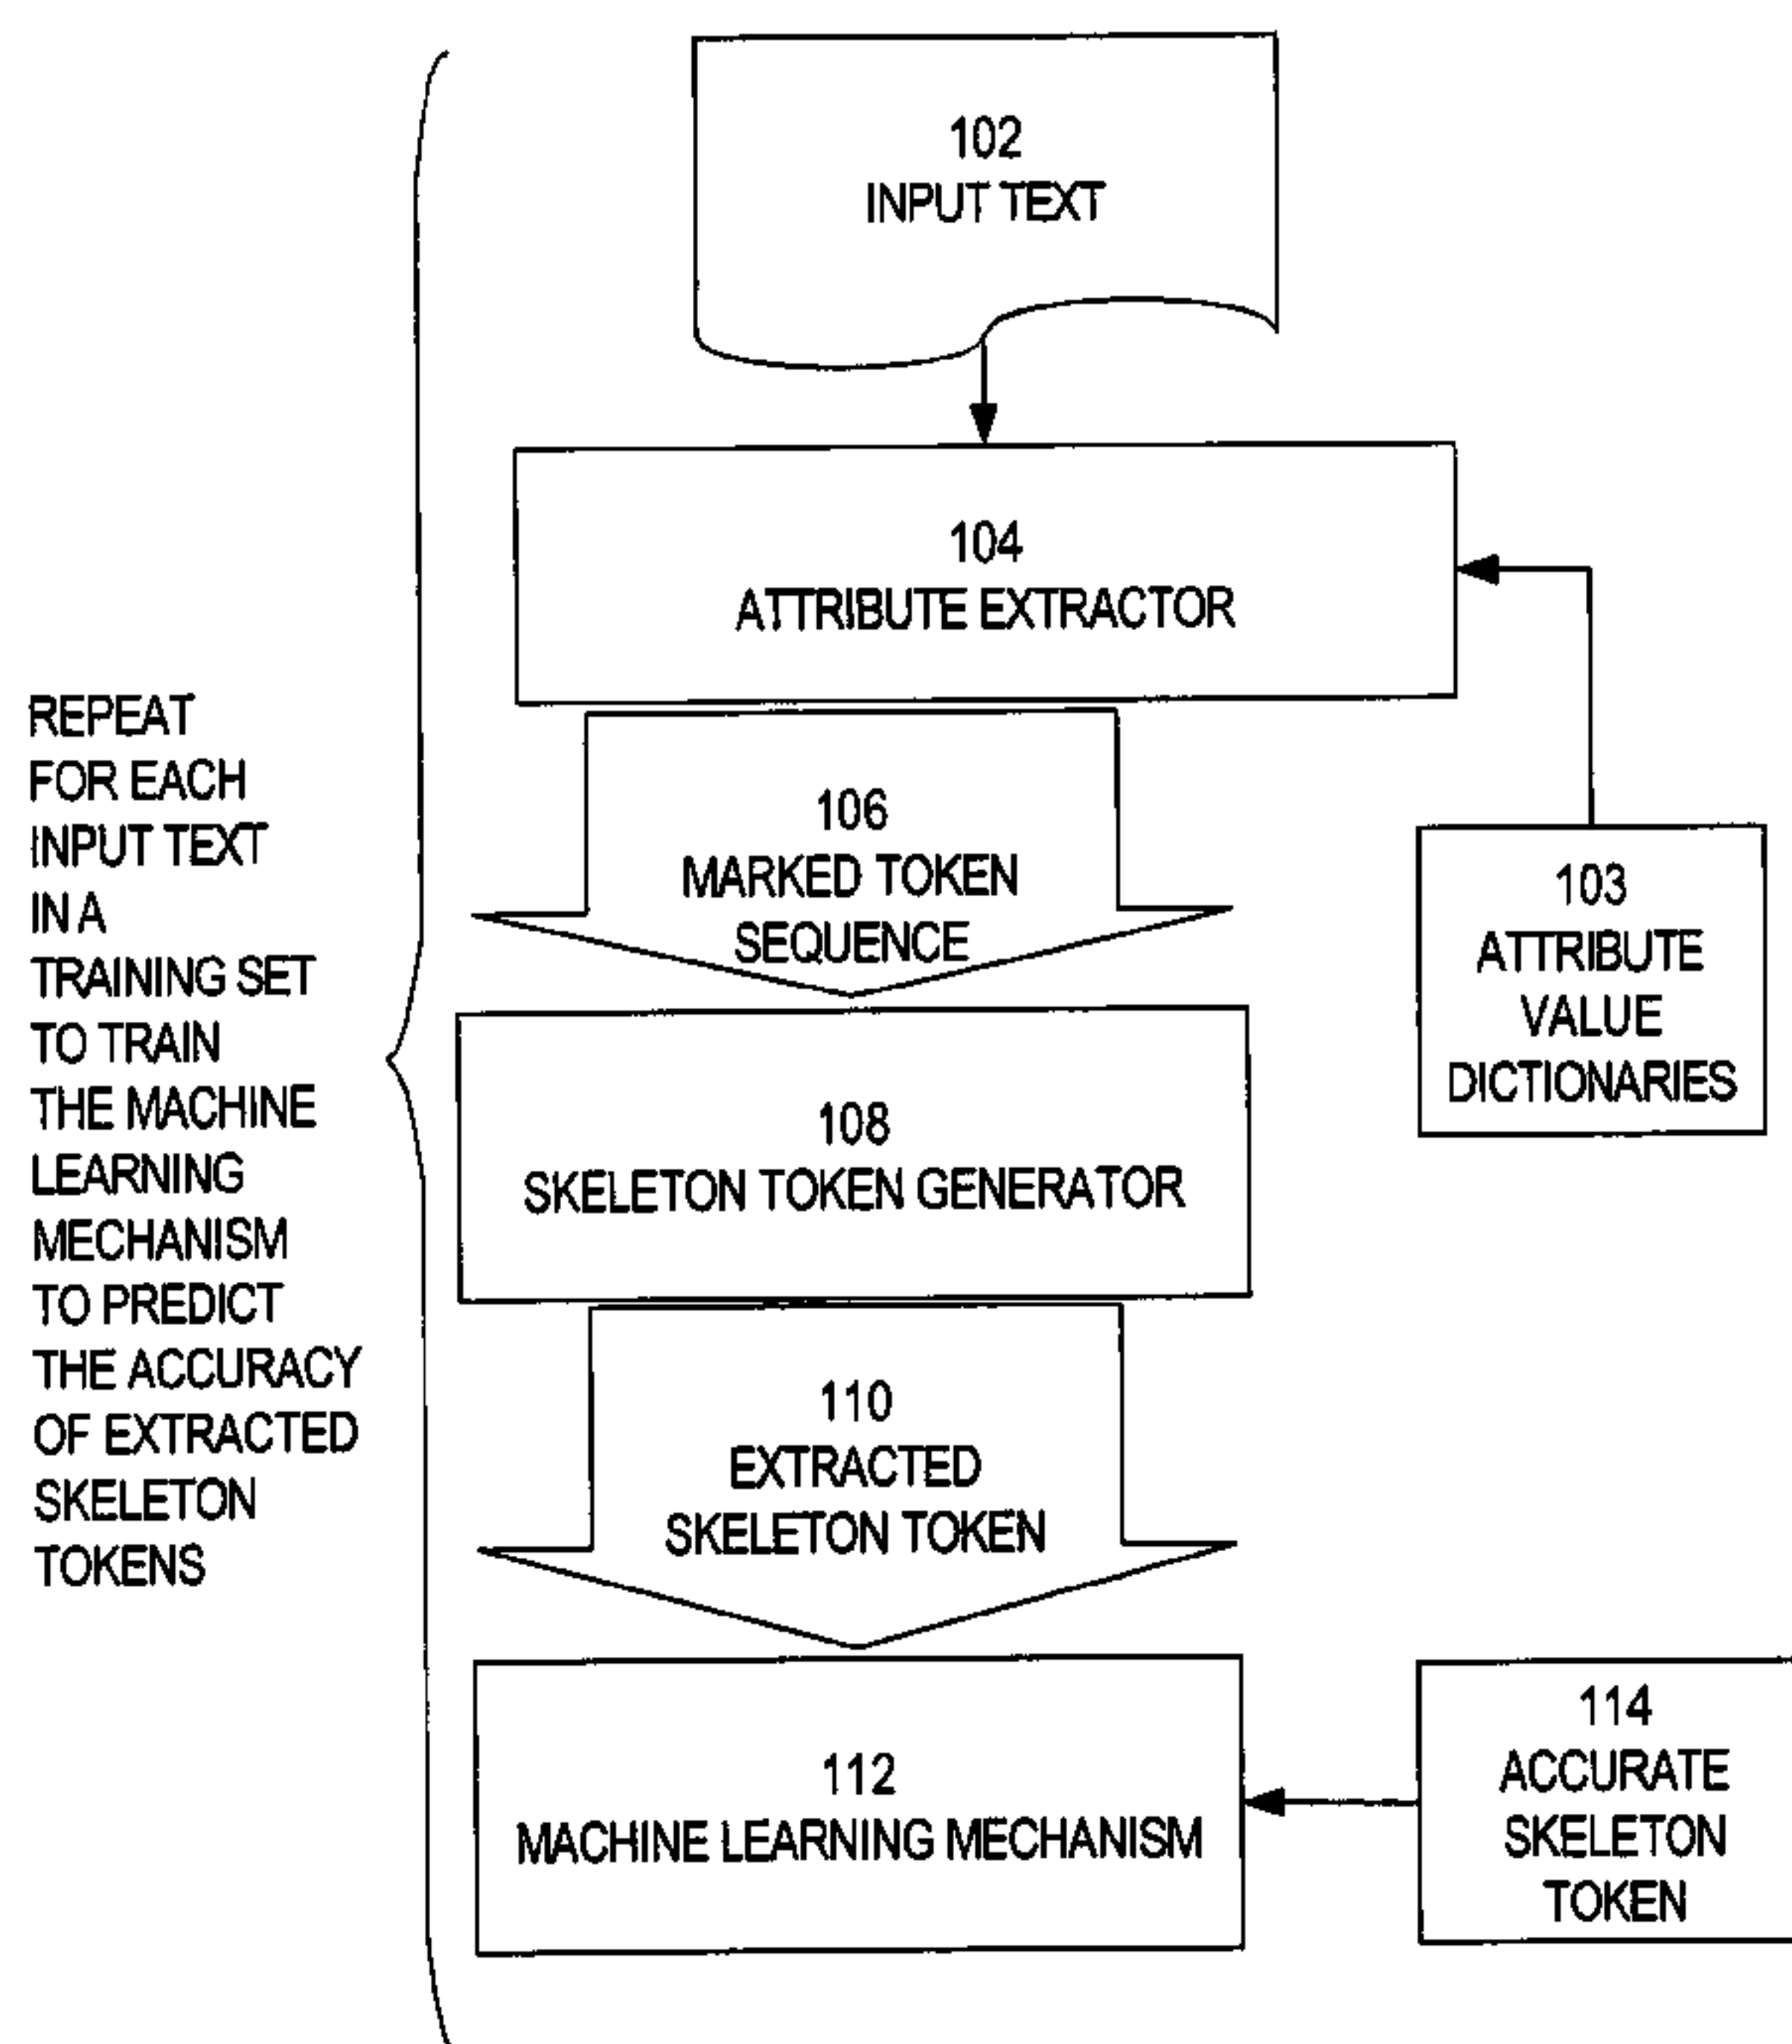 102
INPUT TEXT
104
ATTRIBUTE EXTRACTOR
106
MARKED TOKEN
SEQUENCE
103
ATTRIBUTE
VALUE
DICTIONARIES
108
SKELETON TOKEN GENERATOR
110
EXTRACTED
SKELETON TOKEN
112
MACHINE LEARNING MECHANISM
114
ACCURATE
SKELETON
TOKEN
REPEAT
FOR EACH
INPUT TEXT
IN A
TRAINING SET
TO TRAIN
THE MACHINE
LEARNING
MECHANISM
TO PREDICT
THE ACCURACY
OF EXTRACTED
SKELETON
TOKENS